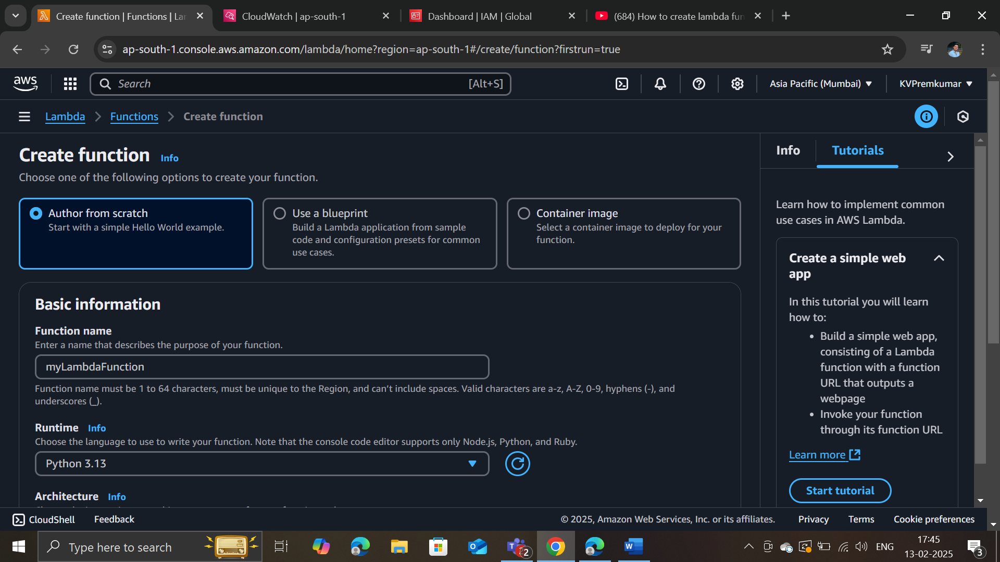 Create function | Functions | Lar
CloudWatch | ap-south-1
Dashboard | IAM | Global
(684) How to create lambda fun
ap-south-1.console.aws.amazon.com/lambda/home?region=ap-south-1#/create/function?firstrun=true
aws
Search
[Alt+S]
Asia Pacific (Mumbai)
KVPremkumar
Lambda
Functions
Create function
Create function Info
Choose one of the following options to create your function.
Author from scratch
Start with a simple Hello World example.
Use a blueprint
Build a Lambda application from sample
code and configuration presets for common
use cases.
Container image
Select a container image to deploy for your
function.
Basic information
Function name
Enter a name that describes the purpose of your function.
myLambdaFunction
Function name must be 1 to 64 characters, must be unique to the Region, and can't include spaces. Valid characters are a-z, A-Z, 0-9, hyphens (-), and
underscores (_).
Runtime Info
Choose the language to use to write your function. Note that the console code editor supports only Node.js, Python, and Ruby.
Python 3.13
Architecture Info
Info
Tutorials
Learn how to implement common
use cases in AWS Lambda.
Create a simple web
app
In this tutorial you will learn
how to:
• Build a simple web app,
consisting of a Lambda
function with a function
URL that outputs a
webpage
• Invoke your function
through its function URL
Learn more
Start tutorial
CloudShell
Feedback
© 2025, Amazon Web Services, Inc. or its affiliates.
Privacy
Terms
Cookie preferences
Type here to search
2
ENG
17:45
13-02-2025
3